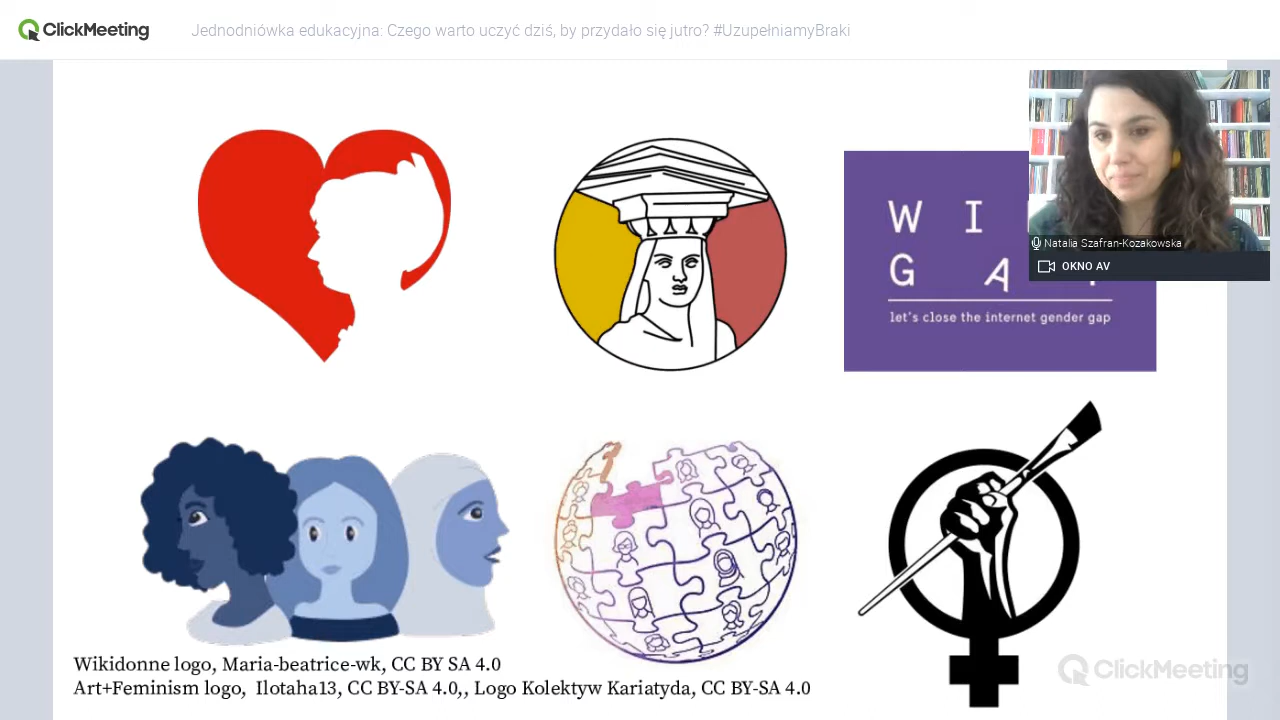 ClickMeeting
Jednodniówka edukacyjna: Czego warto uczyć dziś, by przydało się jutro? #UzupełniamyBraki
W I
G A
let's close the internet gender gap
Natalia Szafran-Kozakowska
OKNO AV
Wikidonne logo, Maria-beatrice-wk, CC BY SA 4.0
Art+Feminism logo, Ilotaha13, CC BY-SA 4.0,, Logo Kolektyw Kariatyda, CC BY-SA 4.0
ClickMeeting